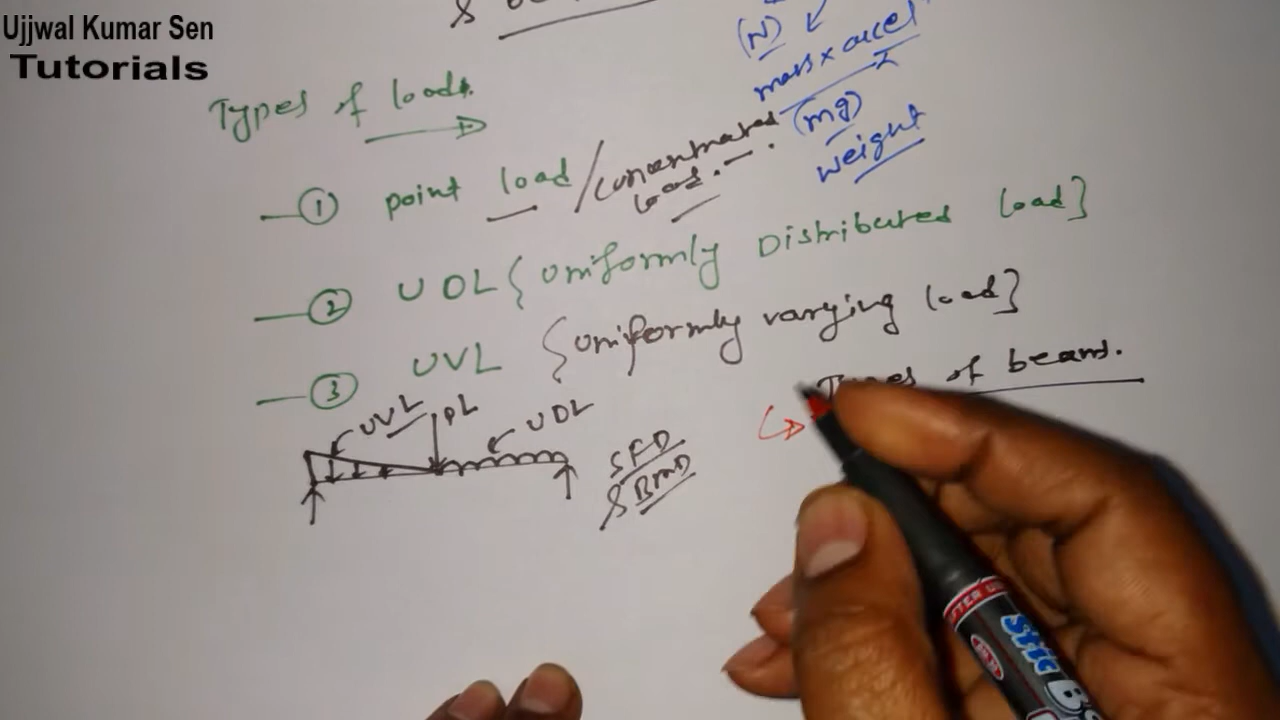 Ujjwal Kumar Sen
Tutorials
&
(N)
mass x accel
(mg)
weight
Types of loads.
① point load / concentrated
load.
② UDL { Uniformly Distributed load }
③ UVL { Uniformly varying load }
UVL PL UDL
SFD
& BMD
Types of beams.